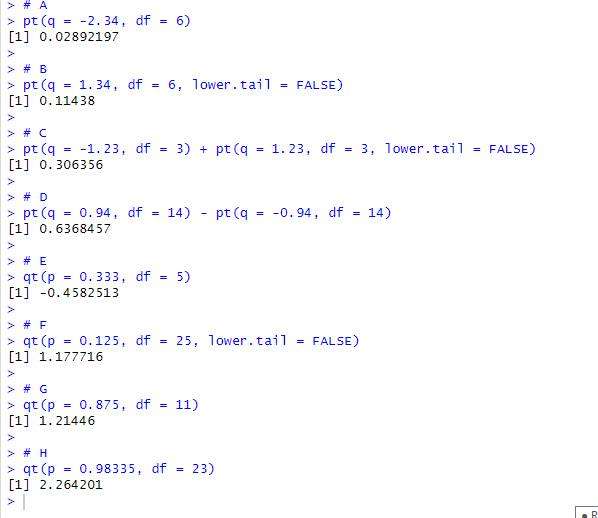 > # A
> pt(q = -2.34, df = 6)
[1] 0.02892197
>
> # B
> pt(q = 1.34, df = 6, lower.tail = FALSE)
[1] 0.11438
>
> # C
> pt(q = -1.23, df = 3) + pt(q = 1.23, df = 3, lower.tail = FALSE)
[1] 0.306356
>
> # D
> pt(q = 0.94, df = 14) - pt(q = -0.94, df = 14)
[1] 0.6368457
>
> # E
> qt(p = 0.333, df = 5)
[1] -0.4582513
>
> # F
> qt(p = 0.125, df = 25, lower.tail = FALSE)
[1] 1.177716
>
> # G
> qt(p = 0.875, df = 11)
[1] 1.21446
>
> # H
> qt(p = 0.98335, df = 23)
[1] 2.264201
>
R